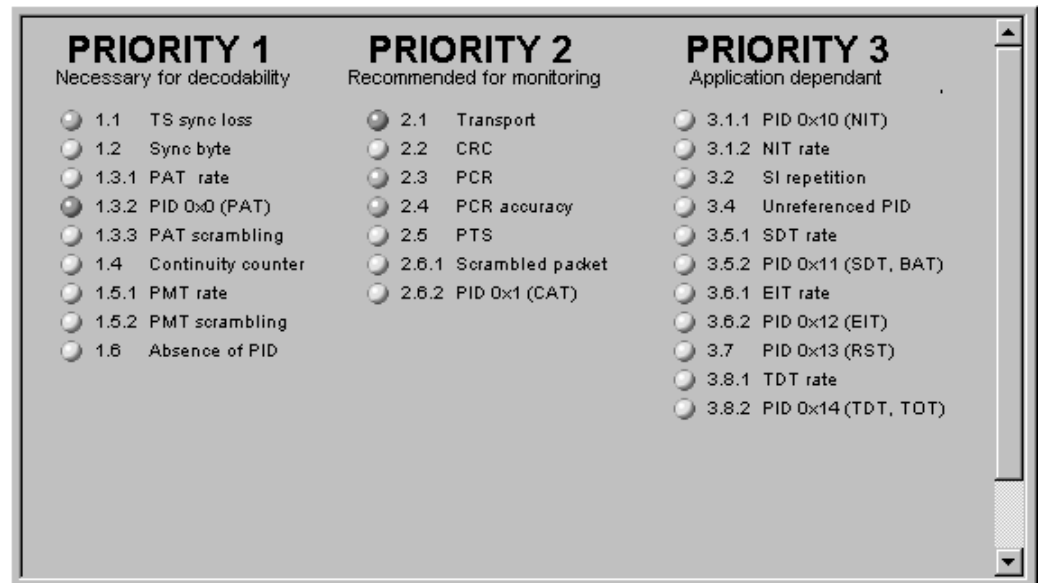 PRIORITY 1
Necessary for decodability
1.1 TS sync loss
1.2 Sync byte
1.3.1 PAT rate
1.3.2 PID 0x0 (PAT)
1.3.3 PAT scrambling
1.4 Continuity counter
1.5.1 PMT rate
1.5.2 PMT scrambling
1.6 Absence of PID
PRIORITY 2
Recommended for monitoring
2.1 Transport
2.2 CRC
2.3 PCR
2.4 PCR accuracy
2.5 PTS
2.6.1 Scrambled packet
2.6.2 PID 0x1 (CAT)
PRIORITY 3
Application dependant
3.1.1 PID 0x10 (NIT)
3.1.2 NIT rate
3.2 SI repetition
3.4 Unreferenced PID
3.5.1 SDT rate
3.5.2 PID 0x11 (SDT, BAT)
3.6.1 EIT rate
3.6.2 PID 0x12 (EIT)
3.7 PID 0x13 (RST)
3.8.1 TDT rate
3.8.2 PID 0x14 (TDT, TOT)